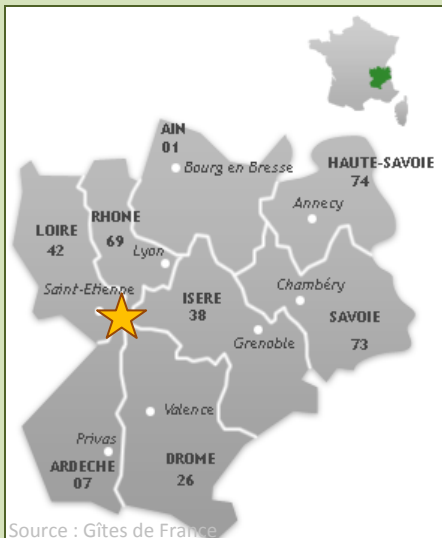 AIN
01
Bourg en Bresse
HAUTE-SAVOIE
74
Annecy
RHONE
69
LOIRE
42
Lyon
Saint-Etienne
ISERE
38
Chambéry
SAVOIE
73
Grenoble
Valence
Privas
ARDECHE
07
DROME
26
Source : Gîtes de France